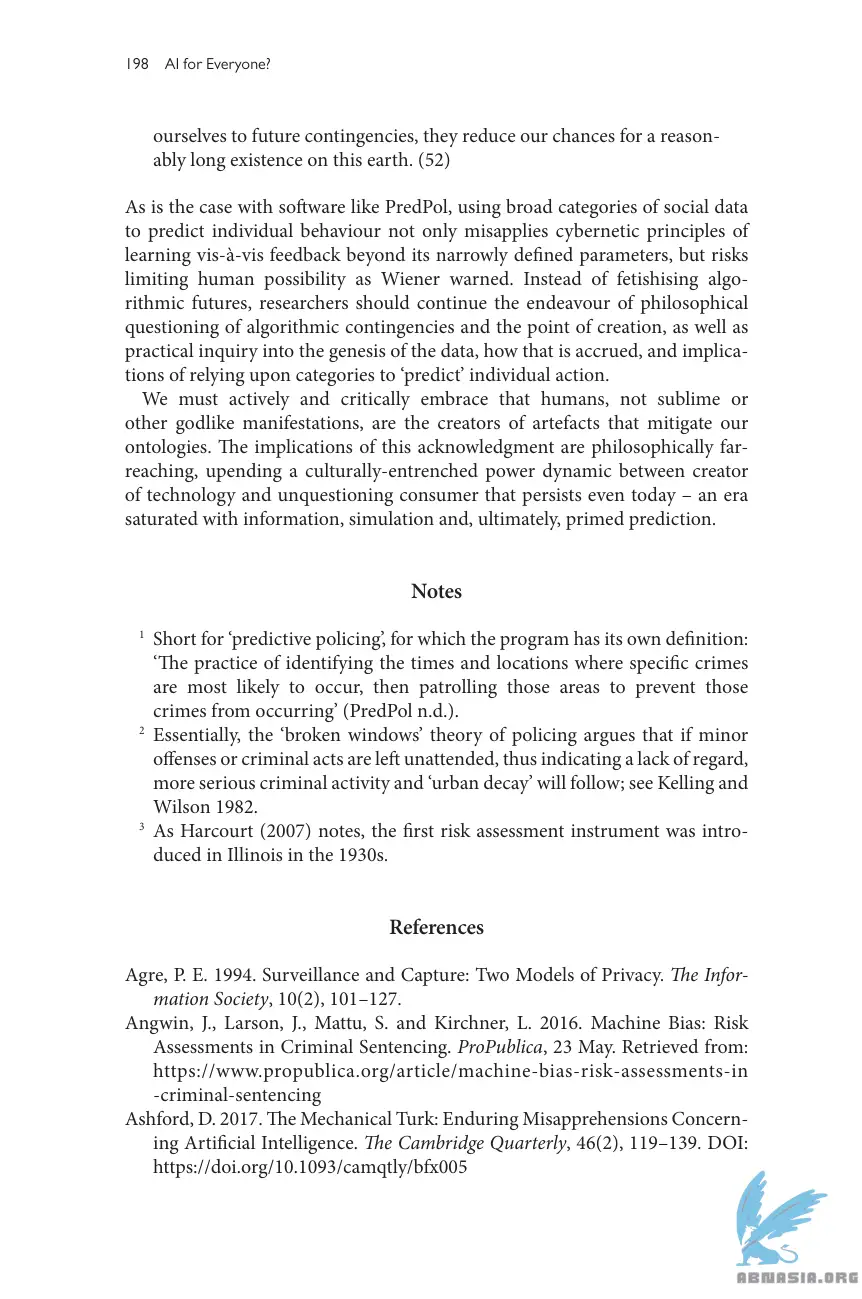 198 AI for Everyone?
ourselves to future contingencies, they reduce our chances for a reason-
ably long existence on this earth. (52)
As is the case with software like PredPol, using broad categories of social data
to predict individual behaviour not only misapplies cybernetic principles of
learning vis-à-vis feedback beyond its narrowly defined parameters, but risks
limiting human possibility as Wiener warned. Instead of fetishising algo-
rithmic futures, researchers should continue the endeavour of philosophical
questioning of algorithmic contingencies and the point of creation, as well as
practical inquiry into the genesis of the data, how that is accrued, and implica-
tions of relying upon categories to ‘predict’ individual action.
We must actively and critically embrace that humans, not sublime or
other godlike manifestations, are the creators of artefacts that mitigate our
ontologies. The implications of this acknowledgment are philosophically far-
reaching, upending a culturally-entrenched power dynamic between creator
of technology and unquestioning consumer that persists even today – an era
saturated with information, simulation and, ultimately, primed prediction.
Notes
1 Short for ‘predictive policing’, for which the program has its own definition:
‘The practice of identifying the times and locations where specific crimes
are most likely to occur, then patrolling those areas to prevent those
crimes from occurring’ (PredPol n.d.).
2 Essentially, the ‘broken windows’ theory of policing argues that if minor
offenses or criminal acts are left unattended, thus indicating a lack of regard,
more serious criminal activity and ‘urban decay’ will follow; see Kelling and
Wilson 1982.
3 As Harcourt (2007) notes, the first risk assessment instrument was intro-
duced in Illinois in the 1930s.
References
Agre, P. E. 1994. Surveillance and Capture: Two Models of Privacy. The Infor-
mation Society, 10(2), 101–127.
Angwin, J., Larson, J., Mattu, S. and Kirchner, L. 2016. Machine Bias: Risk
Assessments in Criminal Sentencing. ProPublica, 23 May. Retrieved from:
https://www.propublica.org/article/machine-bias-risk-assessments-in
-criminal-sentencing
Ashford, D. 2017. The Mechanical Turk: Enduring Misapprehensions Concern-
ing Artificial Intelligence. The Cambridge Quarterly, 46(2), 119–139. DOI:
https://doi.org/10.1093/camqtly/bfx005
ABNASIA.ORG